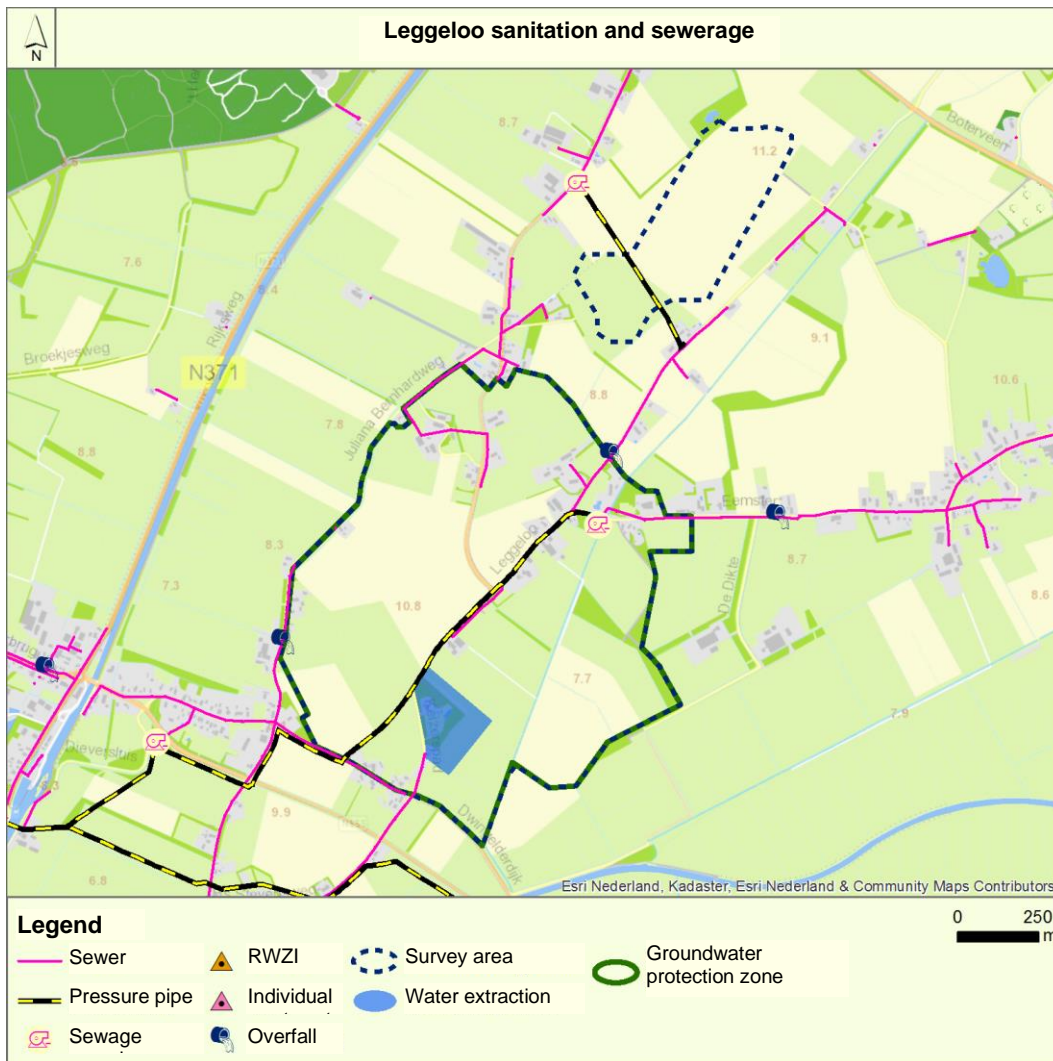 Leggeloo sanitation and sewerage
N
8.7
11.2
Boterveen
7.6
8.4
Rijksweg
Broekjesweg
N371
9.1
Juliana Bernhardweg
8.8
10.6
7.8
8.8
Eemster
Leggeloo
8.3
De Dikte
8.7
7.3
10.8
8.6
7.7
7.9
Dieversluis
9.9
Dwingelderdijk
6.8
Esri Nederland, Kadaster, Esri Nederland & Community Maps Contributors
Legend
0 250
m
Sewer
RWZI
Survey area
Groundwater
protection zone
Pressure pipe
Individual
Water extraction
Sewage
Overfall